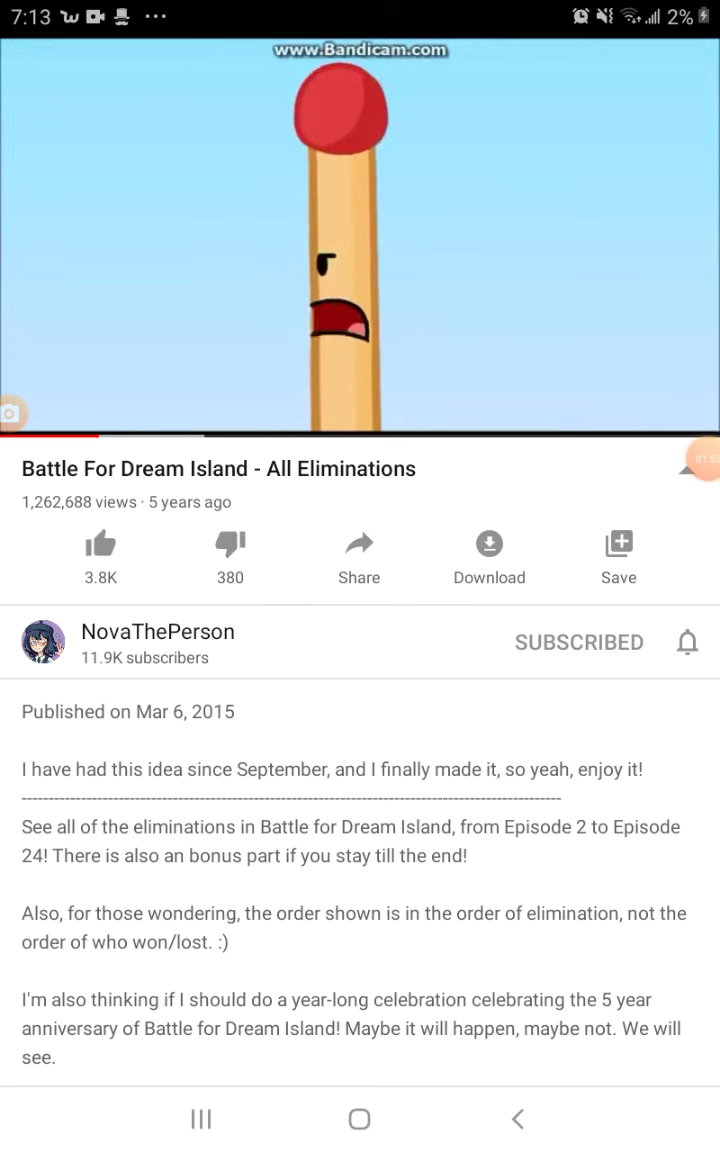 7:13 2%
www.Bandicam.com
01:52
Battle For Dream Island - All Eliminations
1,262,688 views · 5 years ago
3.8K 380 Share Download Save
NovaThePerson
11.9K subscribers
SUBSCRIBED
Published on Mar 6, 2015
I have had this idea since September, and I finally made it, so yeah, enjoy it!
--------------------------------------------------------------------------------------------------------
See all of the eliminations in Battle for Dream Island, from Episode 2 to Episode
24! There is also an bonus part if you stay till the end!
Also, for those wondering, the order shown is in the order of elimination, not the
order of who won/lost. :)
I'm also thinking if I should do a year-long celebration celebrating the 5 year
anniversary of Battle for Dream Island! Maybe it will happen, maybe not. We will
see.